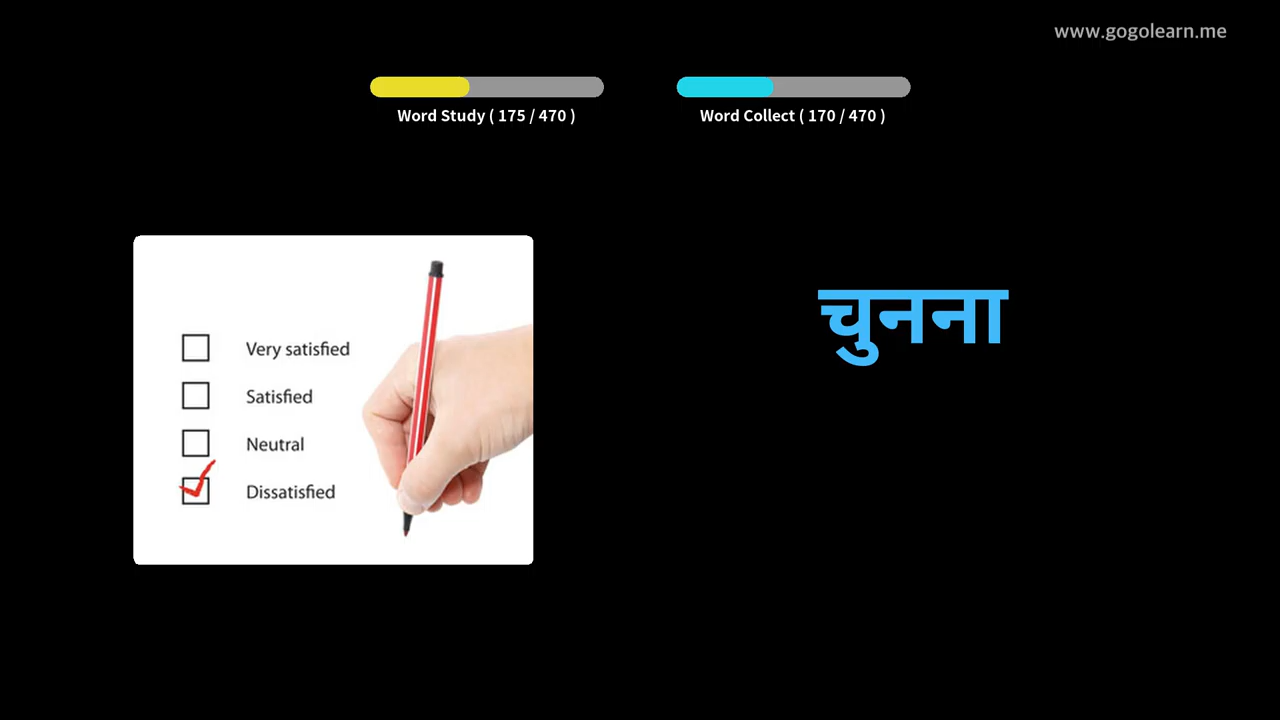 www.gogolearn.me
Word Study ( 175 / 470 )
Word Collect ( 170 / 470 )
Very satisfied
Satisfied
Neutral
Dissatisfied
चुनना